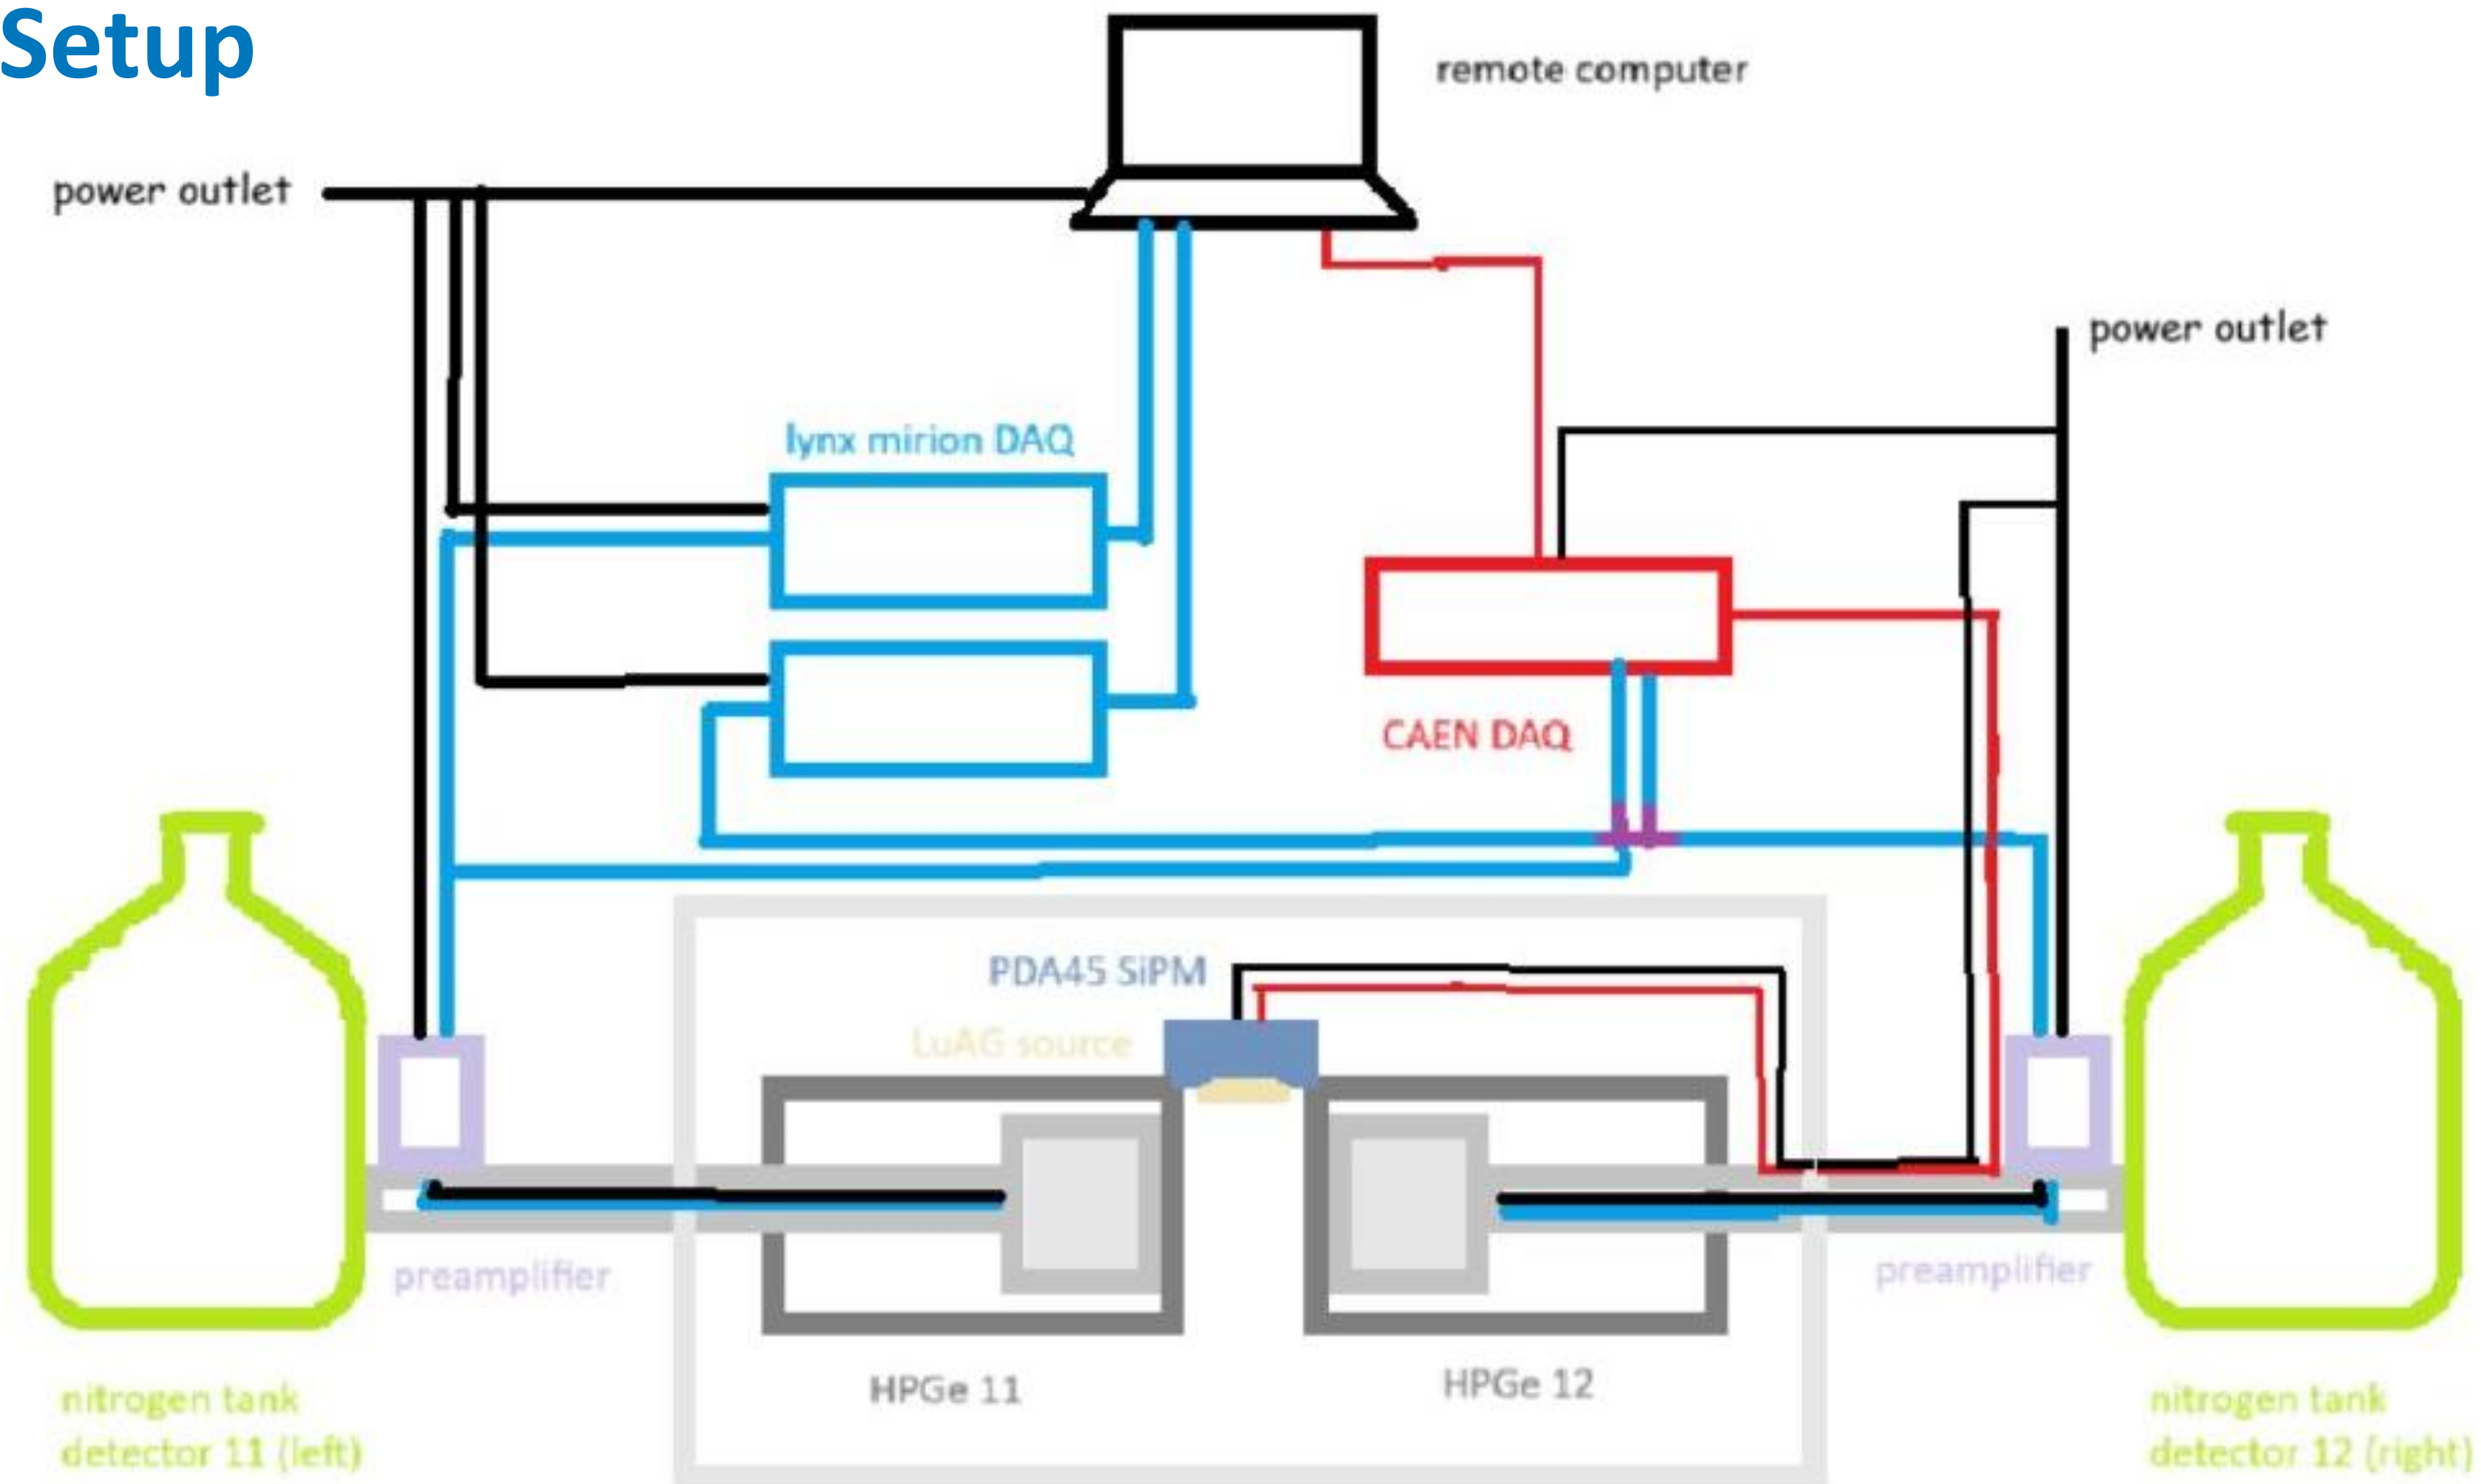 Setup
remote computer
power outlet
power outlet
lynx mirion DAQ
CAEN DAQ
PDA45 SiPM
LuAG source
preamplifier
preamplifier
HPGe 11
HPGe 12
nitrogen tank
detector 11 (left)
nitrogen tank
detector 12 (right)